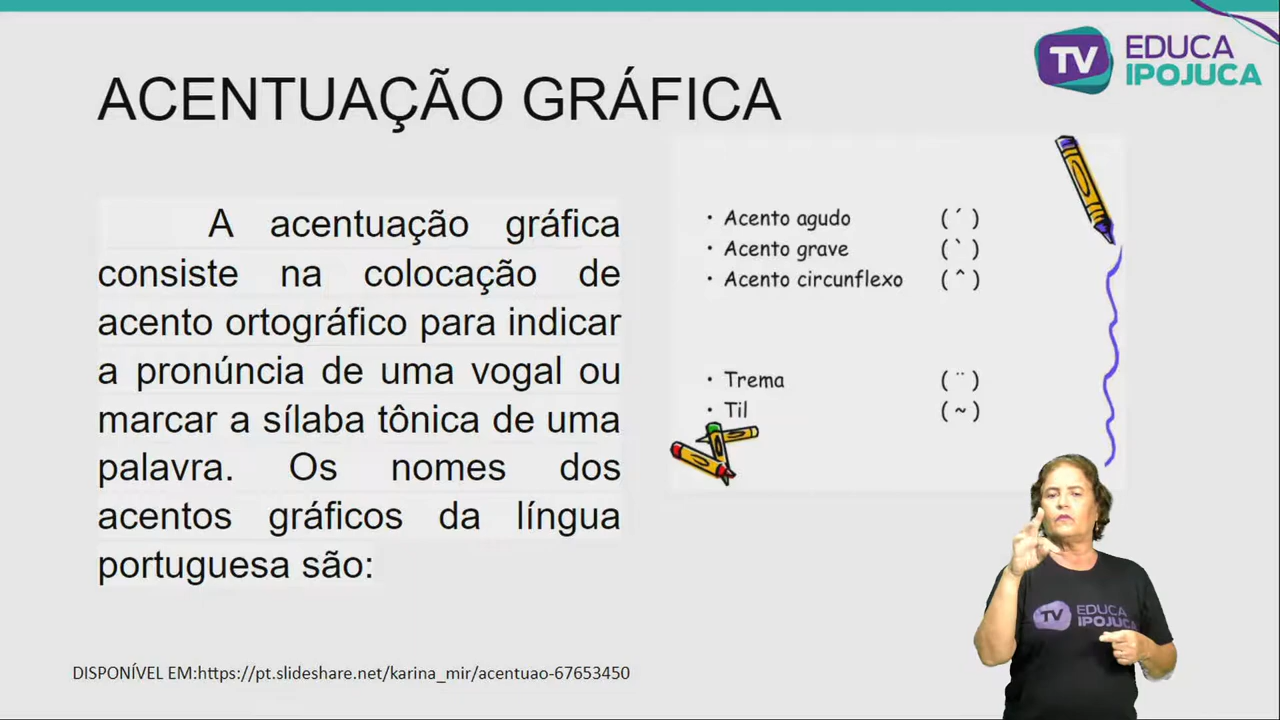 TV EDUCA
IPOJUCA
ACENTUAÇÃO GRÁFICA
A acentuação gráfica
consiste na colocação de
acento ortográfico para indicar
a pronúncia de uma vogal ou
marcar a sílaba tônica de uma
palavra. Os nomes dos
acentos gráficos da língua
portuguesa são:
• Acento agudo ( ´ )
• Acento grave ( ` )
• Acento circunflexo ( ^ )
• Trema ( ¨ )
• Til ( ~ )
TV EDUCA
IPOJUCA
DISPONÍVEL EM:https://pt.slideshare.net/karina_mir/acentuao-67653450